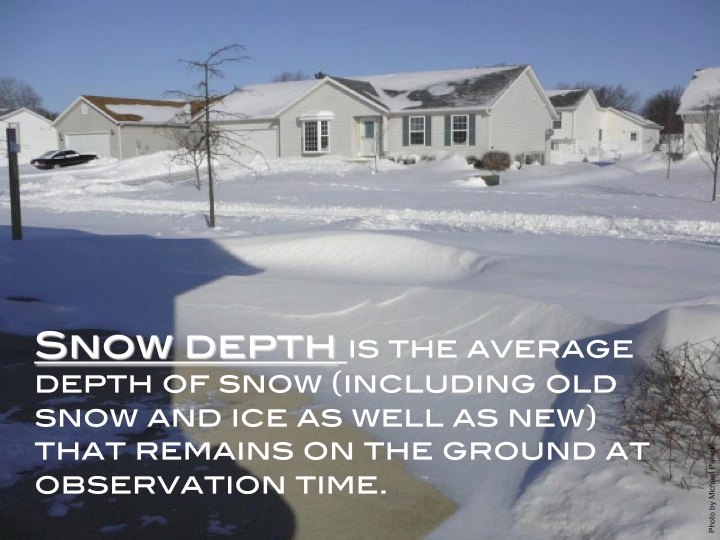 Snow depth is the average
depth of snow (including old
snow and ice as well as new)
that remains on the ground at
observation time.
Photo by Michael